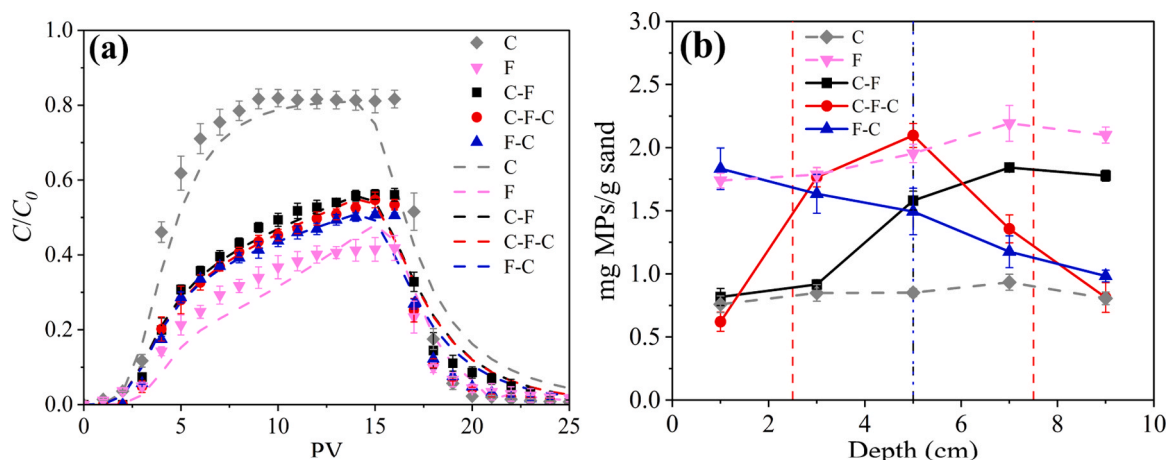 (a)
C/C0
1.0
0.8
0.6
0.4
0.2
0.0
C
F
C-F
C-F-C
F-C
C
F
C-F
C-F-C
F-C
0 5 10 15 20 25
PV
(b)
mg MPs/g sand
3.0
2.5
2.0
1.5
1.0
0.5
0.0
C
F
C-F
C-F-C
F-C
0 2 4 6 8 10
Depth (cm)